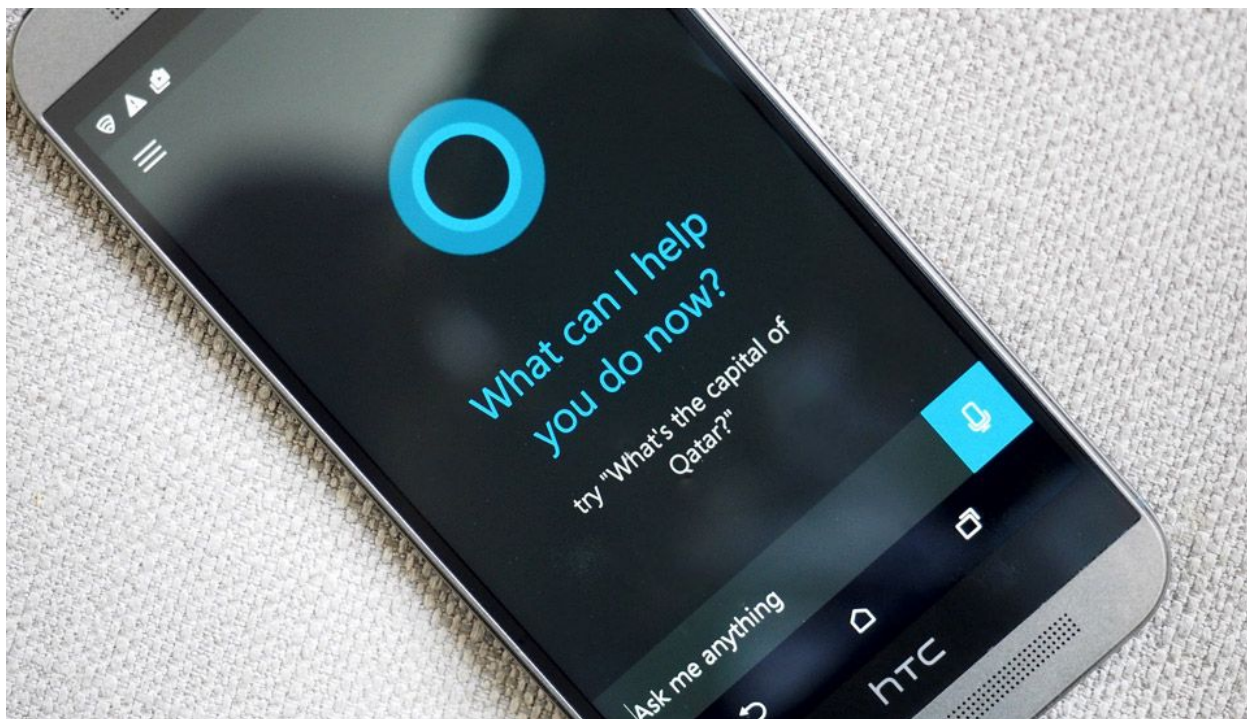 What can I help
you do now?
try "What's the capital of
Qatar?"
Ask me anything
hTC